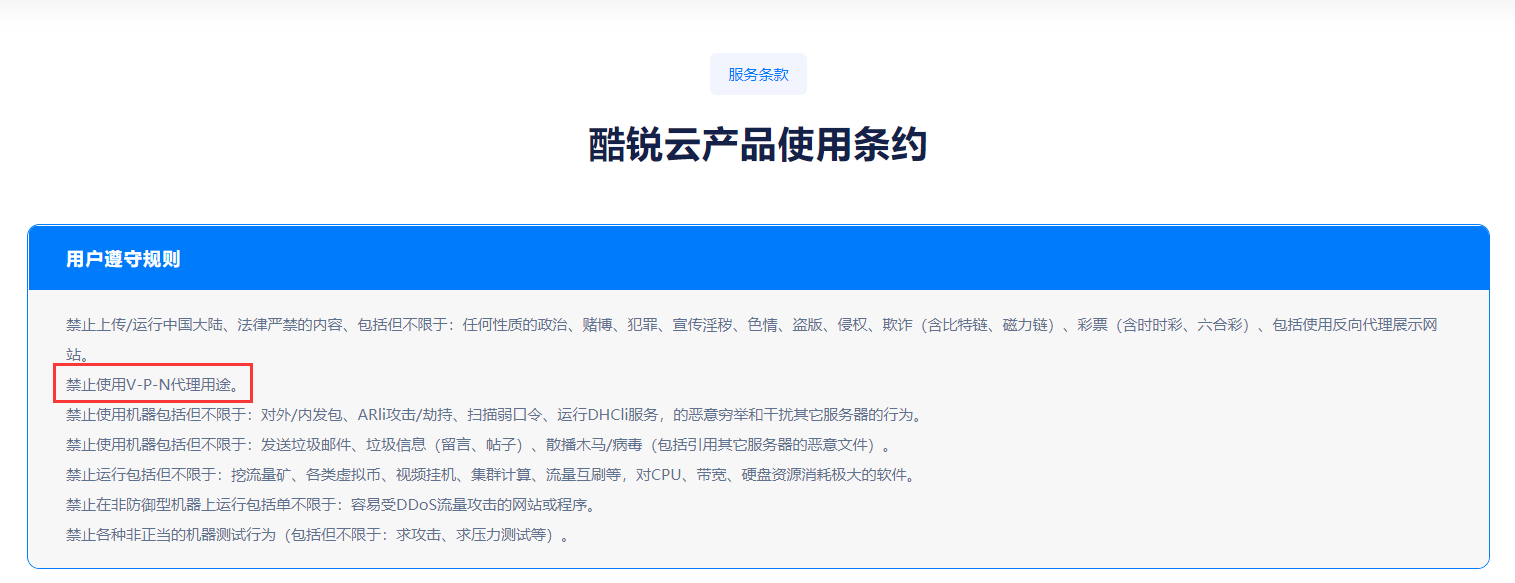 服务条款
酷锐云产品使用条约
用户遵守规则
禁止上传/运行中国大陆、法律严禁的内容、包括但不限于：任何性质的政治、赌博、犯罪、宣传淫秽、色情、盗版、侵权、欺诈（含比特链、磁力链）、彩票（含时时彩、六合彩）、包括使用反向代理展示网
站。
禁止使用V-P-N代理用途。
禁止使用机器包括但不限于：对外/内发包、ARli攻击/劫持、扫描弱口令、运行DHCli服务，的恶意穷举和干扰其它服务器的行为。
禁止使用机器包括但不限于：发送垃圾邮件、垃圾信息（留言、帖子）、散播木马/病毒（包括引用其它服务器的恶意文件）。
禁止运行包括但不限于：挖流量矿、各类虚拟币、视频挂机、集群计算、流量互刷等，对CPU、带宽、硬盘资源消耗极大的软件。
禁止在非防御型机器上运行包括单不限于：容易受DDoS流量攻击的网站或程序。
禁止各种非正当的机器测试行为（包括但不限于：求攻击、求压力测试等）。